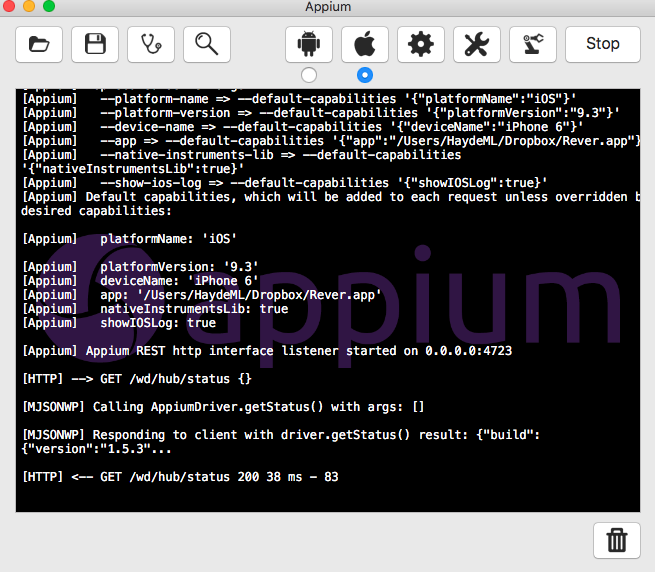 Appium
Stop
[Appium]   --platform-name => --default-capabilities '{"platformName":"iOS"}'
[Appium]   --platform-version => --default-capabilities '{"platformVersion":"9.3"}'
[Appium]   --device-name => --default-capabilities '{"deviceName":"iPhone 6"}'
[Appium]   --app => --default-capabilities '{"app":"/Users/HaydeML/Dropbox/Rever.app"}
[Appium]   --native-instruments-lib => --default-capabilities
'{"nativeInstrumentsLib":true}'
[Appium]   --show-ios-log => --default-capabilities '{"showIOSLog":true}'
[Appium] Default capabilities, which will be added to each request unless overridden b
desired capabilities:
[Appium]   platformName: 'iOS'
[Appium]   platformVersion: '9.3'
[Appium]   deviceName: 'iPhone 6'
[Appium]   app: '/Users/HaydeML/Dropbox/Rever.app'
[Appium]   nativeInstrumentsLib: true
[Appium]   showIOSLog: true
appium
[Appium] Appium REST http interface listener started on 0.0.0.0:4723
[HTTP] --> GET /wd/hub/status {}
[MJSONWP] Calling AppiumDriver.getStatus() with args: []
[MJSONWP] Responding to client with driver.getStatus() result: {"build":
{"version":"1.5.3"...
[HTTP] <-- GET /wd/hub/status 200 38 ms - 83